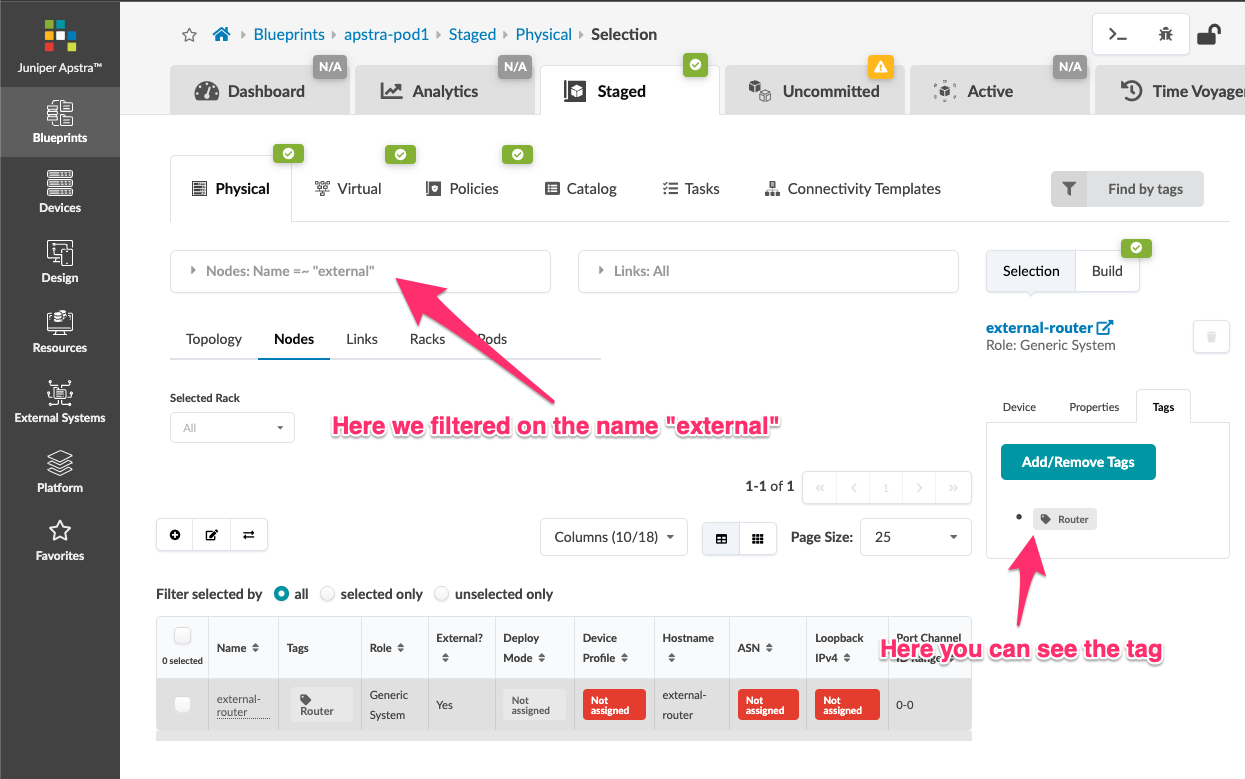 Juniper Apstra™
Blueprints
Devices
Design
Resources
External Systems
Platform
Favorites
Blueprints
apstra-pod1
Staged
Physical
Selection
N/A
Dashboard
N/A
Analytics
Staged
Uncommitted
N/A
Active
Time Voyager
Physical
Virtual
Policies
Catalog
Tasks
Connectivity Templates
Find by tags
Nodes: Name =~ "external"
Links: All
Selection
Build
Topology
Nodes
Links
Racks
Pods
external-router
Role: Generic System
Selected Rack
All
Here we filtered on the name "external"
Device
Properties
Tags
Add/Remove Tags
Router
1-1 of 1
«
‹
1
›
»
Columns (10/18)
Page Size:
25
Filter selected by
all
selected only
unselected only
Here you can see the tag
0 selected
Name
Tags
Role
External?
Deploy
Mode
Device
Profile
Hostname
ASN
Loopback
IPv4
Port Channel
ID Range
external-
router
Router
Generic
System
Yes
Not
assigned
Not
assigned
external-
router
Not
assigned
Not
assigned
0-0